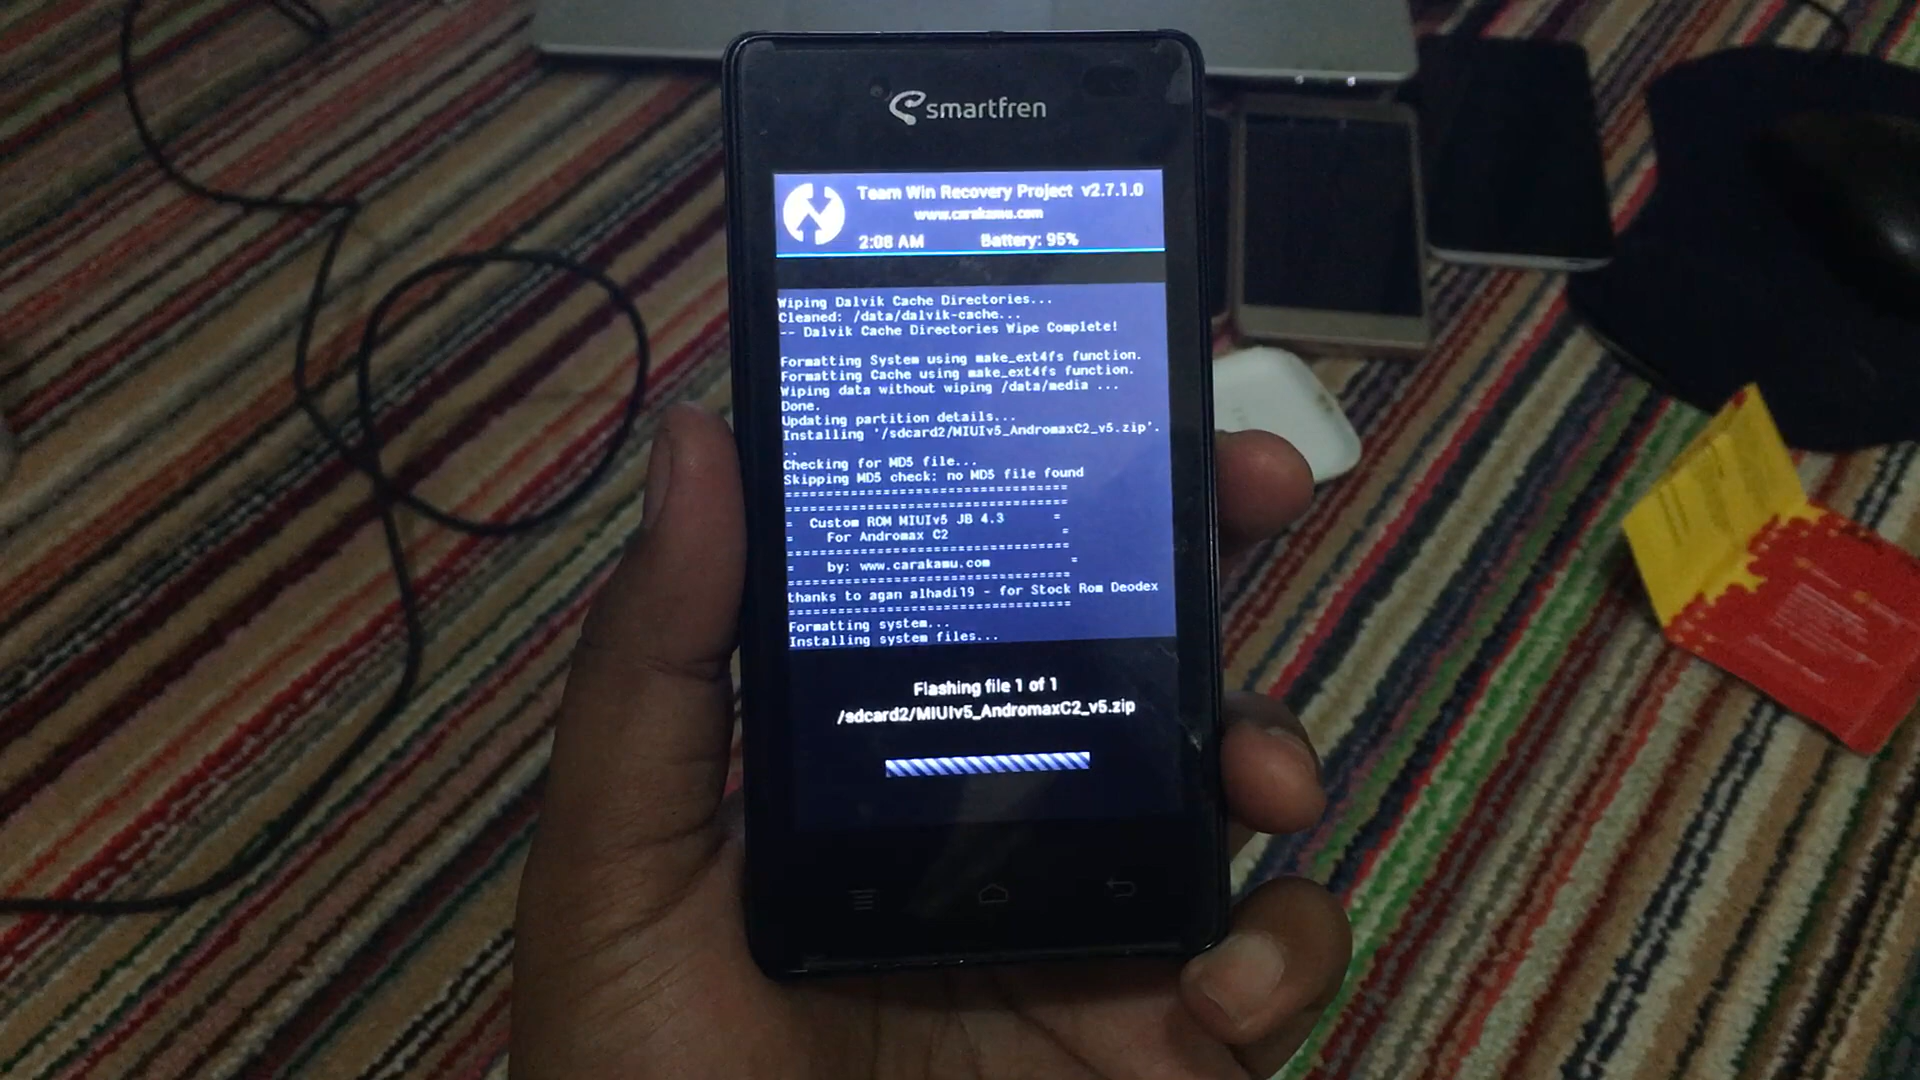 smartfren
Team Win Recovery Project v2.7.1.0
www.carakamu.com
2:08 AM Battery: 95%
Wiping Dalvik Cache Directories...
Cleaned: /data/dalvik-cache...
-- Dalvik Cache Directories Wipe Complete!
Formatting System using make_ext4fs function.
Formatting Cache using make_ext4fs function.
Wiping data without wiping /data/media ...
Done.
Updating partition details...
Installing '/sdcard2/MIUIv5_AndromaxC2_v5.zip'.
..
Checking for MD5 file...
Skipping MD5 check: no MD5 file found
==================================
==================================
= Custom ROM MIUIv5 JB 4.3 =
= For Andromax C2 =
==================================
= by: www.carakamu.com =
==================================
thanks to agan alhadi19 - for Stock Rom Deodex
==================================
Formatting system...
Installing system files...
Flashing file 1 of 1
/sdcard2/MIUIv5_AndromaxC2_v5.zip